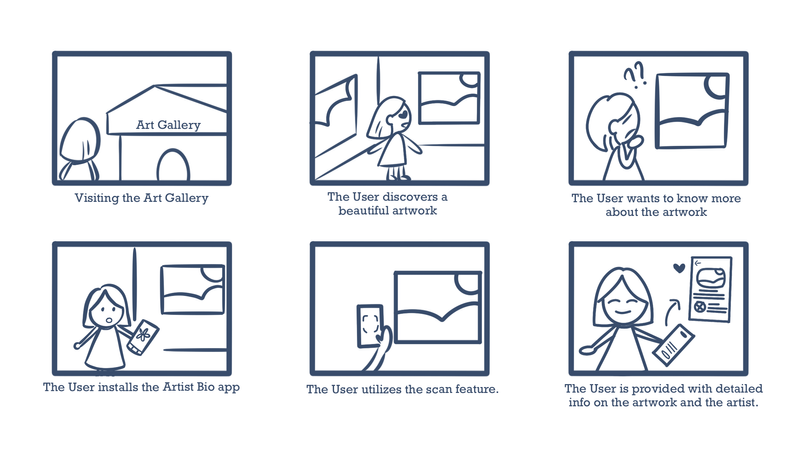 Art Gallery
Visiting the Art Gallery
The User discovers a
beautiful artwork
??
The User wants to know more
about the artwork
The User installs the Artist Bio app
The User utilizes the scan feature.
The User is provided with detailed
info on the artwork and the artist.